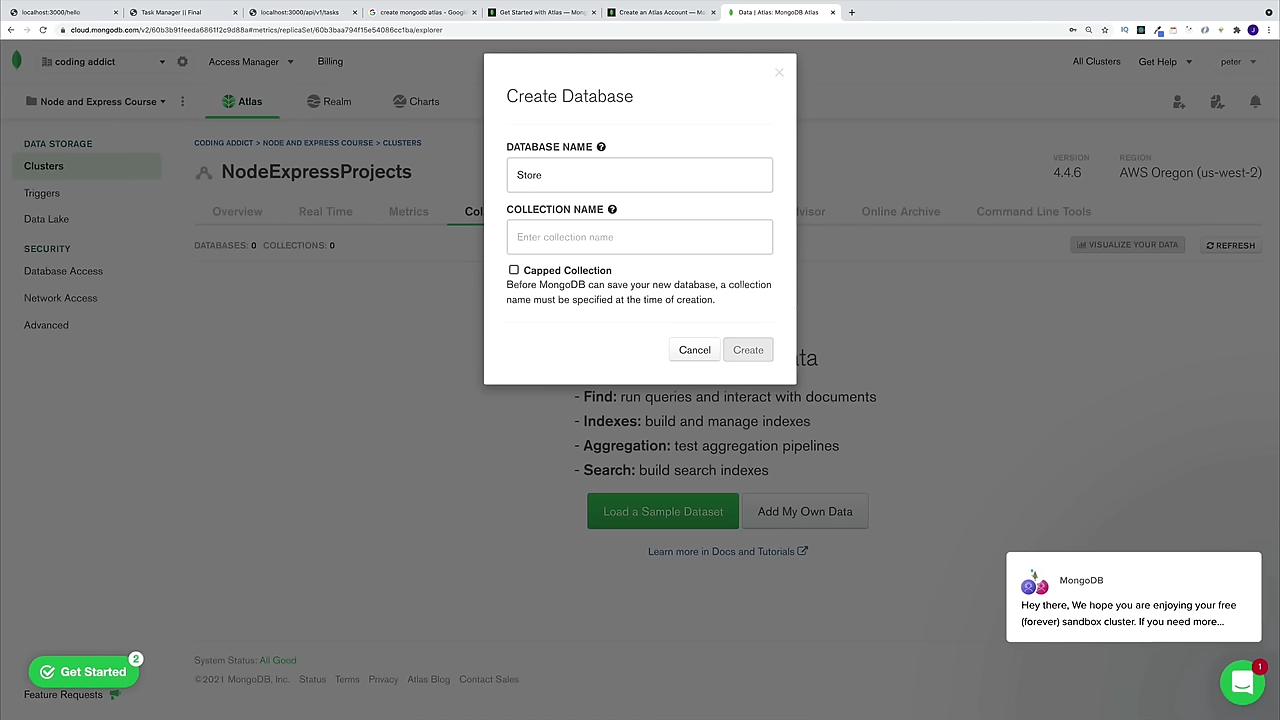 localhost:3000/hello
Task Manager || Final
localhost:3000/api/v1/tasks
create mongodb atlas - Googl
Get Started with Atlas — Mon
Create an Atlas Account — M
Data | Atlas: MongoDB Atlas
cloud.mongodb.com/v2/60b3b91feeda6861f2c9d88a#metrics/replicaSet/60b3baa794f15e54086cc1ba/explorer
coding addict
Access Manager
Billing
All Clusters
Get Help
peter
Node and Express Course
Atlas
Realm
Charts
DATA STORAGE
Clusters
Triggers
Data Lake
SECURITY
Database Access
Network Access
Advanced
CODING ADDICT > NODE AND EXPRESS COURSE > CLUSTERS
NodeExpressProjects
VERSION
4.4.6
REGION
AWS Oregon (us-west-2)
Overview
Real Time
Metrics
Col
visor
Online Archive
Command Line Tools
DATABASES: 0 COLLECTIONS: 0
VISUALIZE YOUR DATA
REFRESH
Create Database
DATABASE NAME
Store
COLLECTION NAME
Enter collection name
Capped Collection
Before MongoDB can save your new database, a collection
name must be specified at the time of creation.
Cancel
Create
ta
- Find: run queries and interact with documents
- Indexes: build and manage indexes
- Aggregation: test aggregation pipelines
- Search: build search indexes
Load a Sample Dataset
Add My Own Data
Learn more in Docs and Tutorials
MongoDB
Hey there, We hope you are enjoying your free
(forever) sandbox cluster. If you need more...
1
System Status: All Good
©2021 MongoDB, Inc. Status Terms Privacy Atlas Blog Contact Sales
Get Started
2
Feature Requests